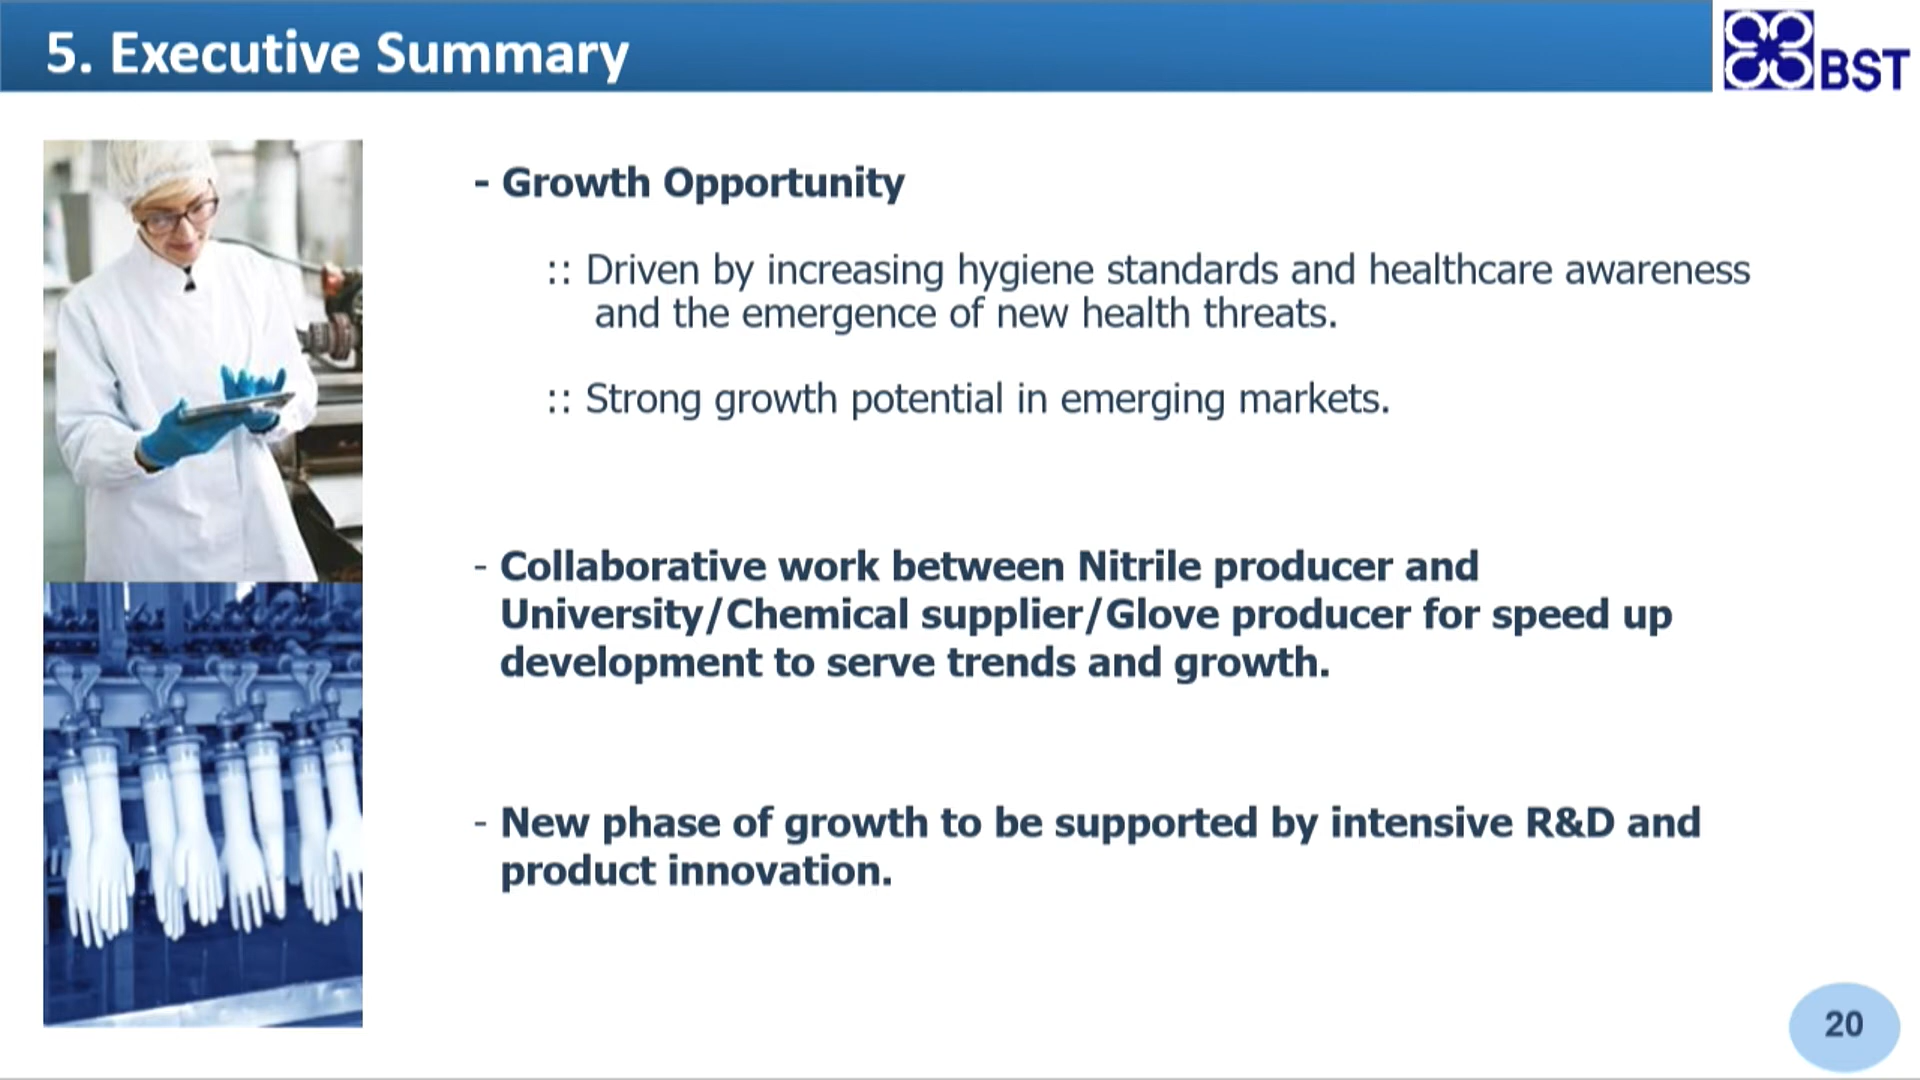 5. Executive Summary
BST
- Growth Opportunity
:: Driven by increasing hygiene standards and healthcare awareness
and the emergence of new health threats.
:: Strong growth potential in emerging markets.
- Collaborative work between Nitrile producer and
University/Chemical supplier/Glove producer for speed up
development to serve trends and growth.
- New phase of growth to be supported by intensive R&D and
product innovation.
20